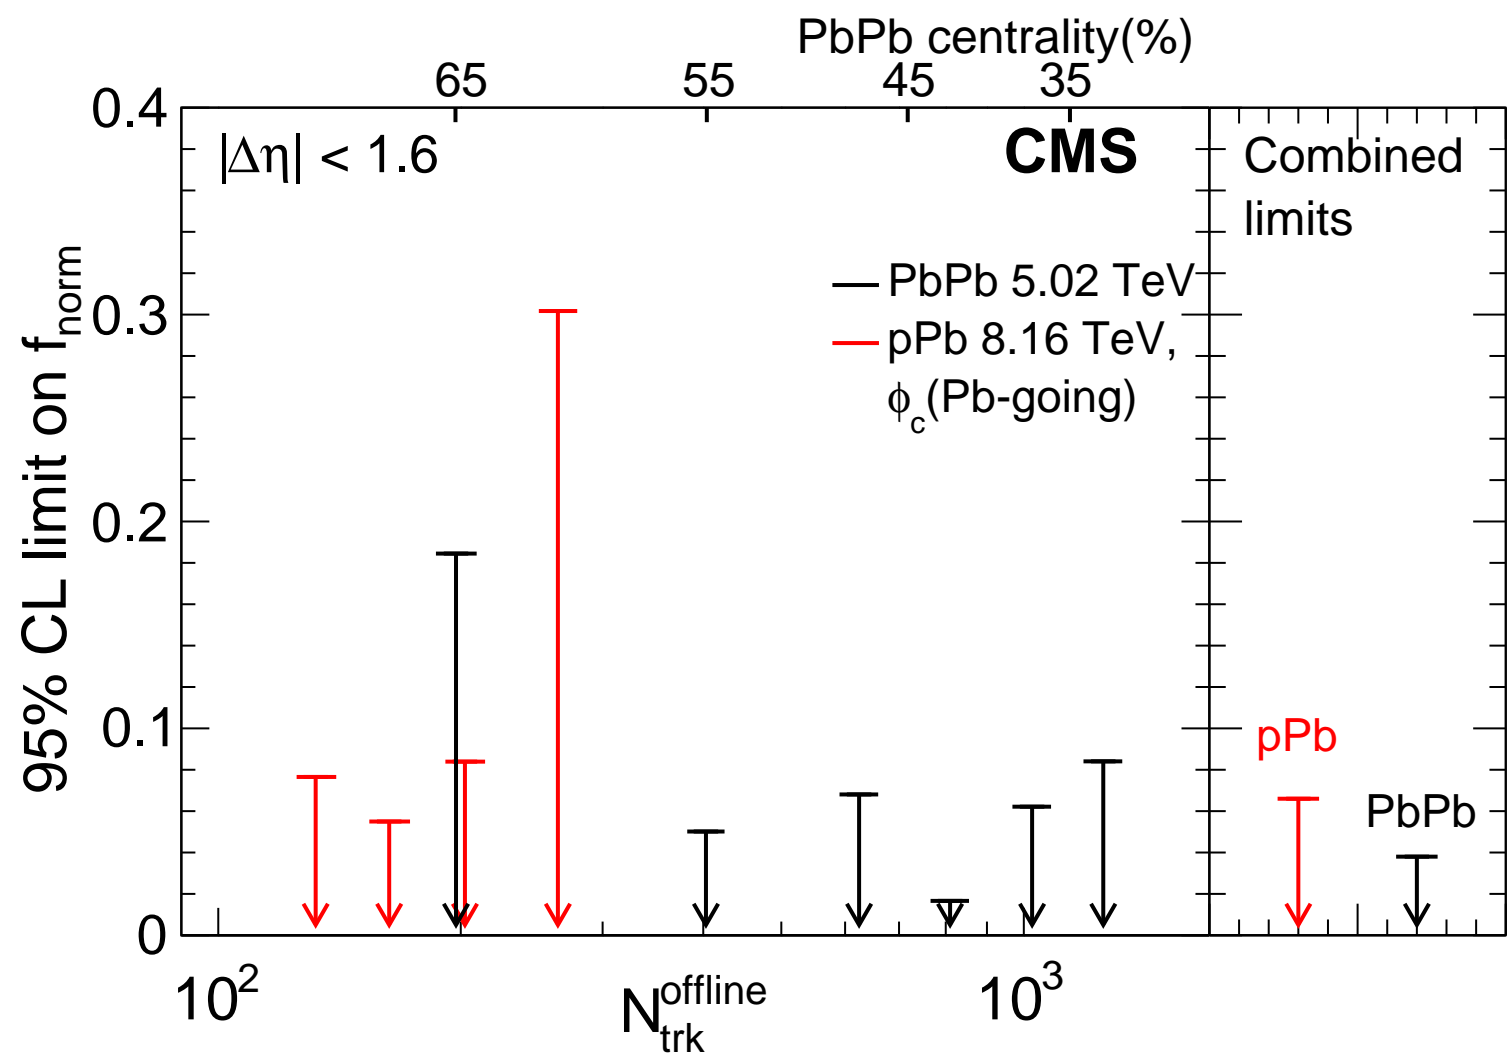 PbPb centrality(%)
65 55 45 35
0.4
|Δη| < 1.6
CMS
Combined
limits
PbPb 5.02 TeV
pPb 8.16 TeV,
ϕ_c(Pb-going)
0.3
0.2
0.1
0
95% CL limit on f_norm
pPb
PbPb
10^2
10^3
N_trk^offline